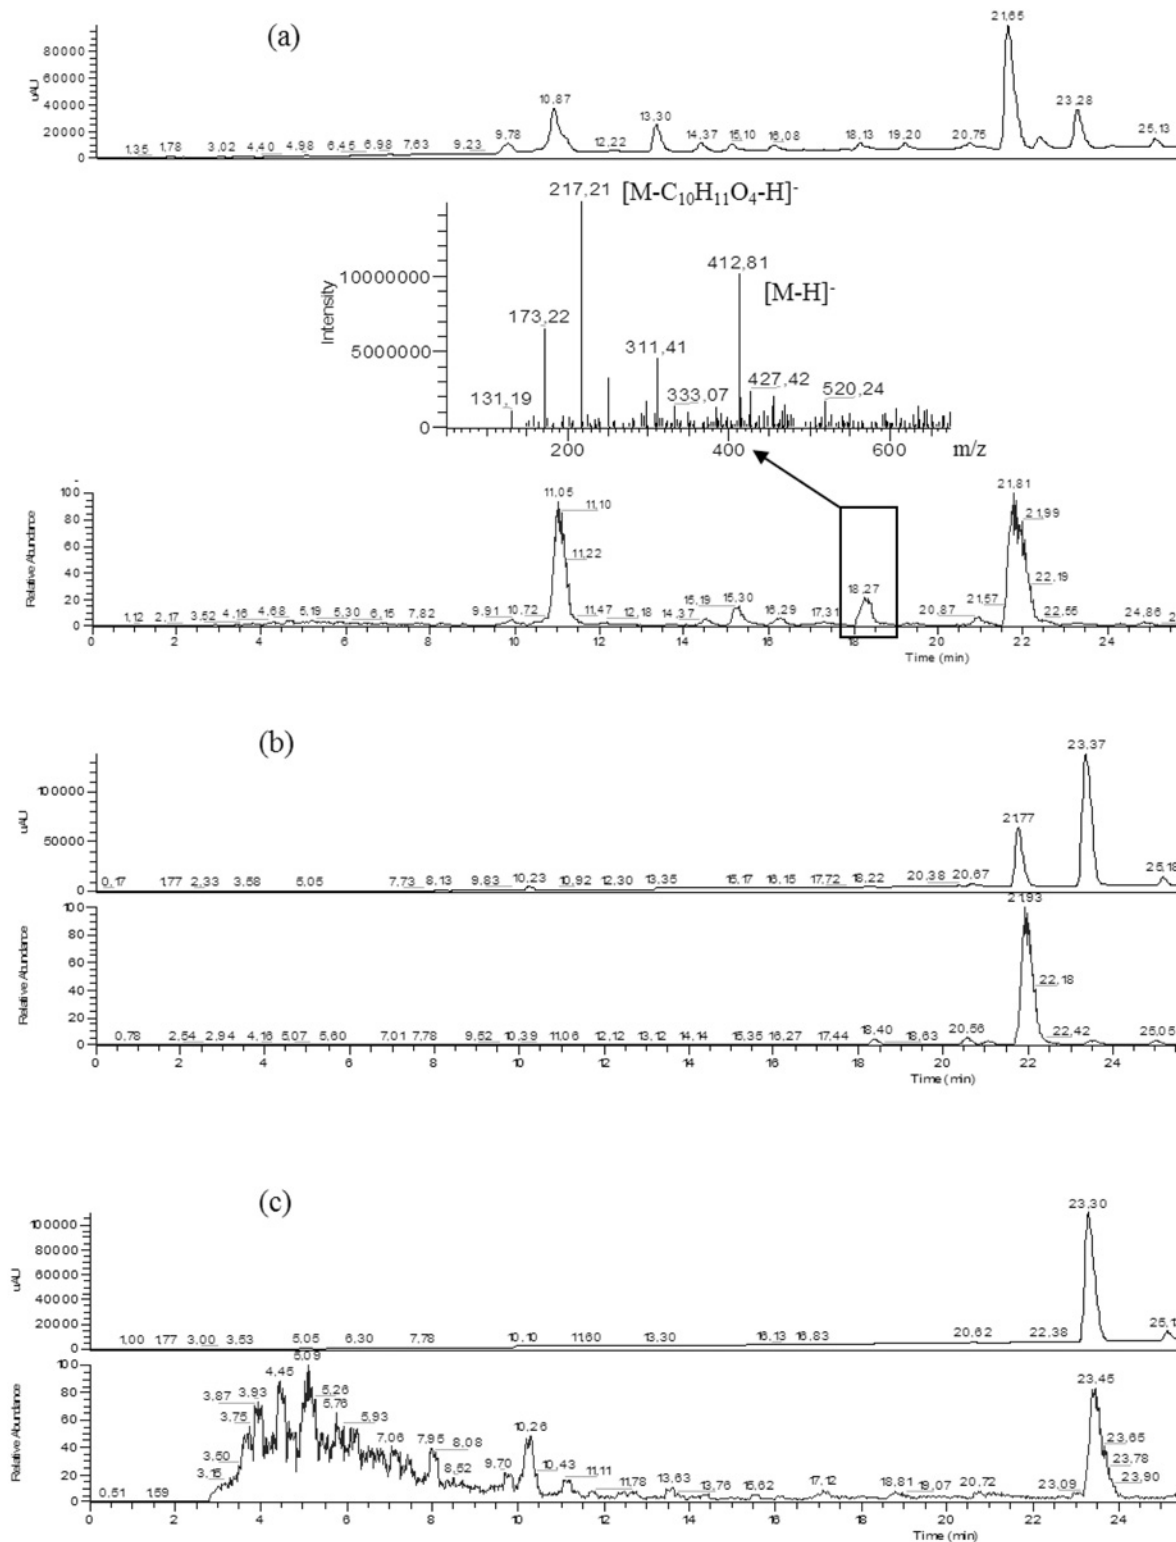 (a)
21,65
80000
60000
40000
20000
0
uAU
1,35 1,78 3,02 4,40 4,98 6,45 6,98 7,63 9,23 9,78 10,87 12,22 13,30 14,37 15,10 16,08 18,13 19,20 20,75 23,28 25,13
217,21 [M-C₁₀H₁₁O₄-H]⁻
412,81
[M-H]⁻
10000000
5000000
0
Intensity
173,22
311,41
131,19 333,07 427,42 520,24
200 400 600 m/z
100
80
60
40
20
0
Relative Abundance
1,12 2,17 3,52 4,16 4,68 5,19 5,30 6,15 7,82 9,91 10,72 11,05 11,10 11,22 11,47 12,18 14,37 15,19 15,30 16,29 17,31 18,27 20,87 21,57 21,81 21,99 22,19 22,55 24,86 2
0 2 4 6 8 10 12 14 16 18 20 22 24
Time (min)
(b)
23,37
100000
50000
0
uAU
0,17 1,77 2,33 3,58 5,05 7,73 8,13 9,83 10,23 10,92 12,30 13,35 15,17 16,15 17,72 18,22 20,38 20,67 21,77 25,18
100
80
60
40
20
0
Relative Abundance
0,78 2,54 2,94 4,16 5,07 5,60 7,01 7,78 9,52 10,39 11,06 12,12 13,12 14,14 15,35 16,27 17,44 18,40 18,63 20,56 21,93 22,18 22,42 25,05
0 2 4 6 8 10 12 14 16 18 20 22 24
Time (min)
(c)
23,30
100000
80000
60000
40000
20000
0
uAU
1,00 1,77 3,00 3,53 5,05 6,30 7,78 10,10 11,60 13,30 16,13 16,83 20,62 22,38 25,1
100
80
60
40
20
0
Relative Abundance
0,51 1,59 3,15 3,50 3,75 3,87 3,93 4,45 5,09 5,26 5,76 5,93 7,06 7,95 8,08 8,52 9,70 10,26 10,43 11,11 11,78 13,63 13,76 15,62 17,12 18,81 19,07 20,72 23,09 23,45 23,65 23,78 23,90
0 2 4 6 8 10 12 14 16 18 20 22 24
Time (min)